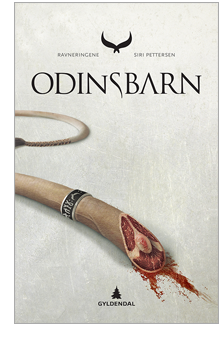 RAVNERINGENE SIRI PETTERSEN
ODINSBARN
GYLDENDAL